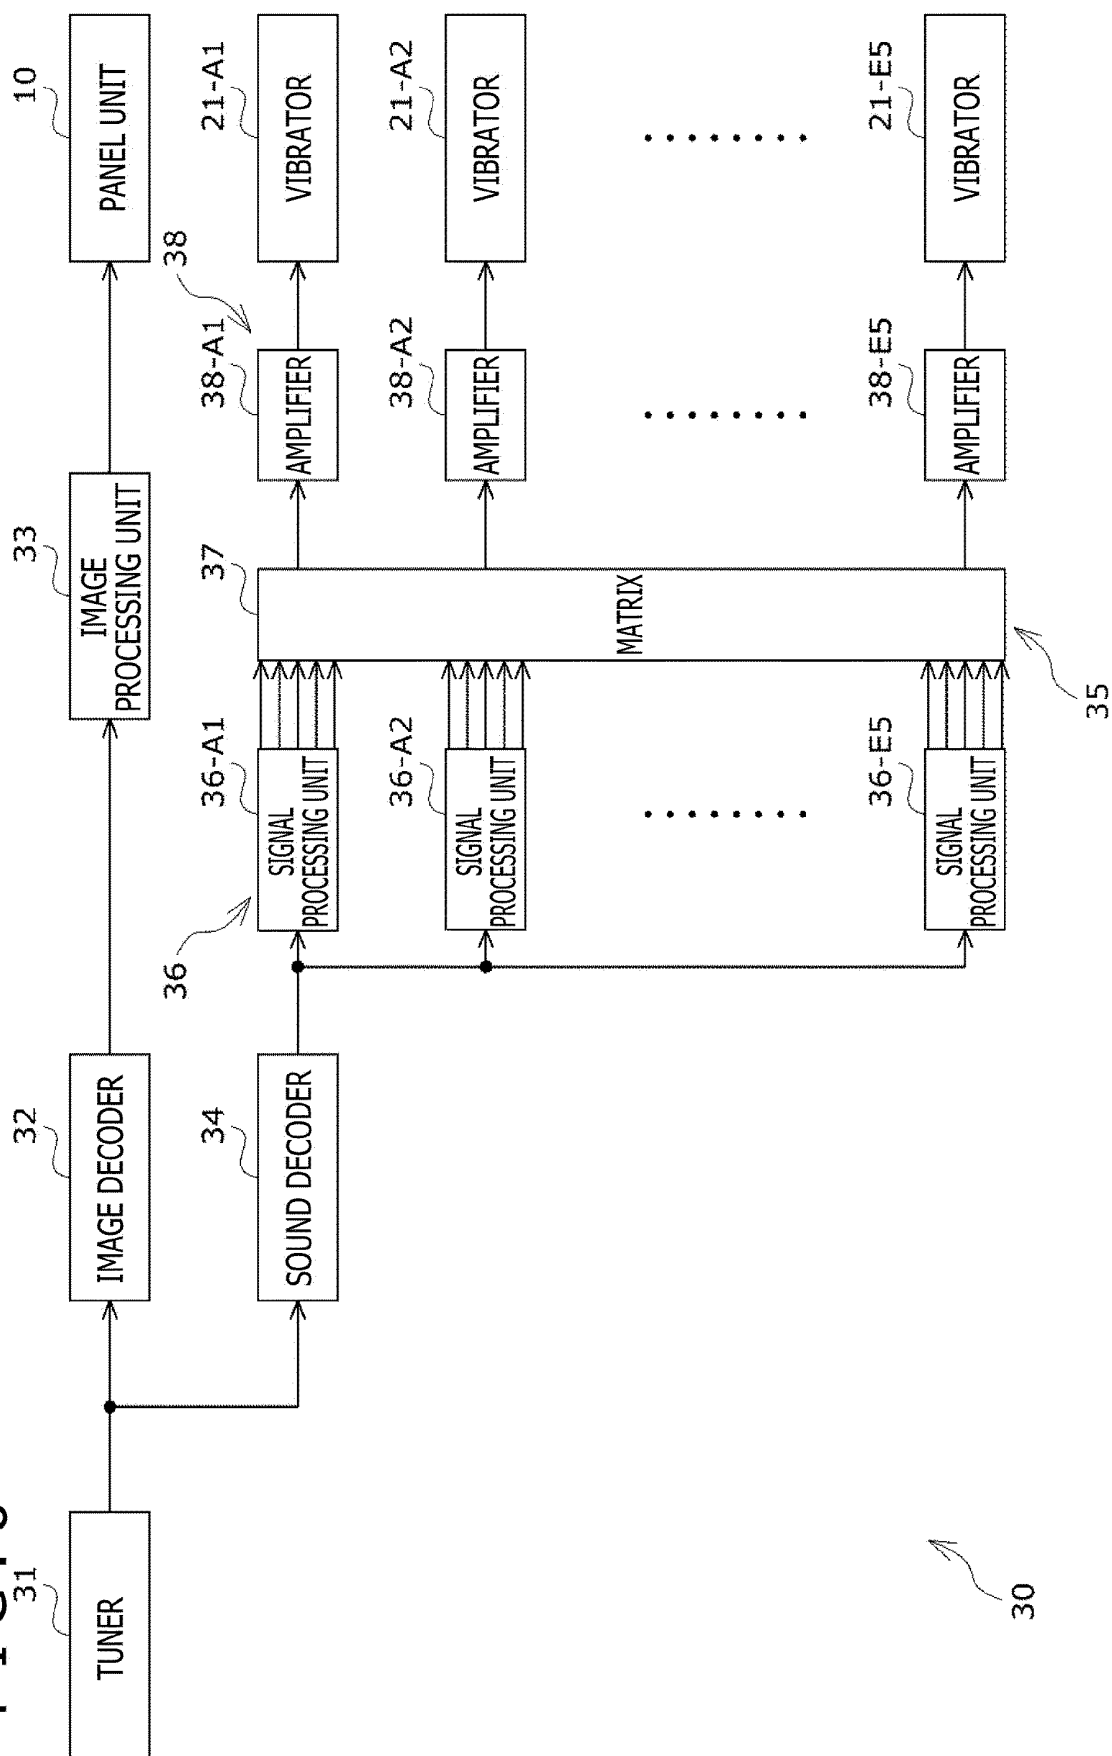 31
32
33
10
TUNER
IMAGE DECODER
IMAGE
PROCESSING UNIT
PANEL UNIT
36
38
34
36-A1
37
38-A1
21-A1
SOUND DECODER
SIGNAL
PROCESSING UNIT
AMPLIFIER
VIBRATOR
36-A2
38-A2
21-A2
SIGNAL
PROCESSING UNIT
AMPLIFIER
VIBRATOR
MATRIX
36-E5
38-E5
21-E5
SIGNAL
PROCESSING UNIT
AMPLIFIER
VIBRATOR
30
35